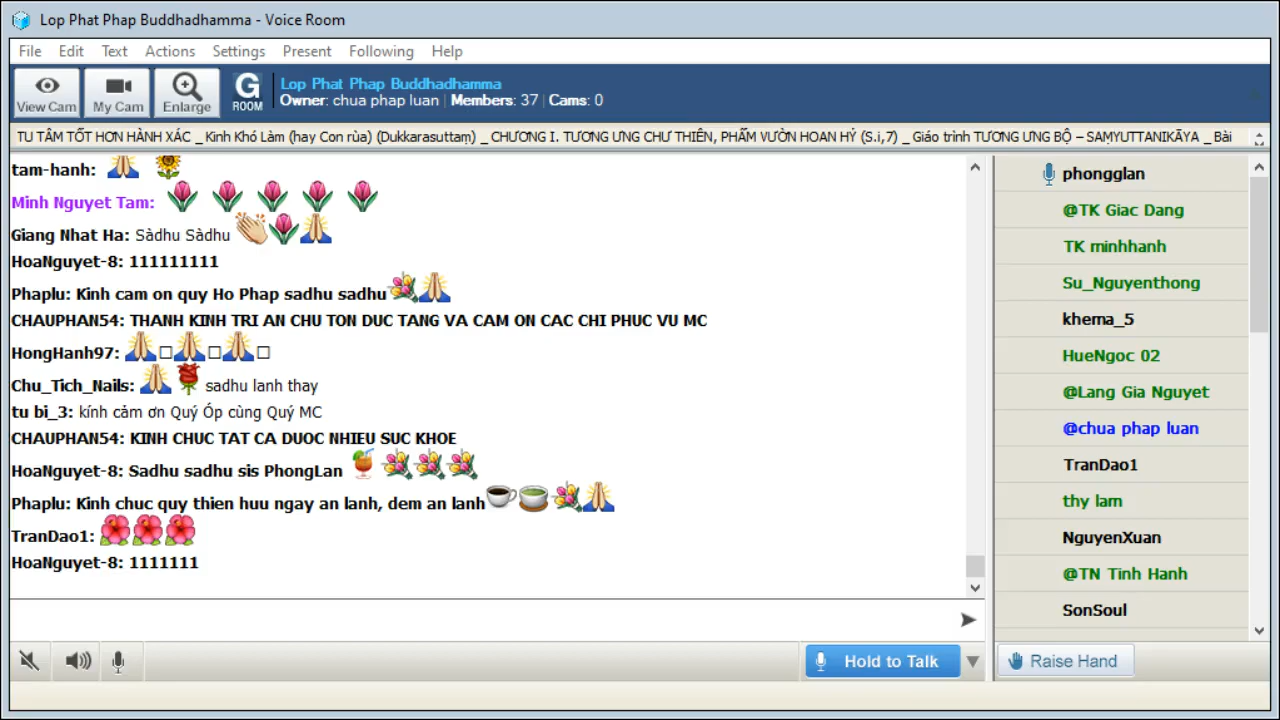 Lop Phat Phap Buddhadhamma - Voice Room
File Edit Text Actions Settings Present Following Help
View Cam My Cam Enlarge G ROOM
Lop Phat Phap Buddhadhamma
Owner: chua phap luan | Members: 37 | Cams: 0
TU TÂM TỐT HƠN HÀNH XÁC _ Kinh Khó Làm (hay Con rùa) (Dukkarasuttaṃ) _ CHƯƠNG I. TƯƠNG ƯNG CHƯ THIÊN, PHẨM VƯỜN HOAN HỶ (S.i,7) _ Giáo trình TƯƠNG ƯNG BỘ – SAṂYUTTANIKĀYA _ Bài
tam-hanh:
Minh Nguyet Tam:
Giang Nhat Ha: Sàdhu Sàdhu
HoaNguyet-8: 111111111
Phaplu: Kinh cam on quy Ho Phap sadhu sadhu
CHAUPHAN54: THANH KINH TRI AN CHU TON DUC TANG VA CAM ON CAC CHI PHUC VU MC
HongHanh97:
Chu_Tich_Nails: sadhu lanh thay
tu bi_3: kính cảm ơn Quý Óp cùng Quý MC
CHAUPHAN54: KINH CHUC TAT CA DUOC NHIEU SUC KHOE
HoaNguyet-8: Sadhu sadhu sis PhongLan
Phaplu: Kinh chuc quy thien huu ngay an lanh, dem an lanh
TranDao1:
HoaNguyet-8: 1111111
phongglan
@TK Giac Dang
TK minhhanh
Su_Nguyenthong
khema_5
HueNgoc 02
@Lang Gia Nguyet
@chua phap luan
TranDao1
thy lam
NguyenXuan
@TN Tinh Hanh
SonSoul
Hold to Talk
Raise Hand